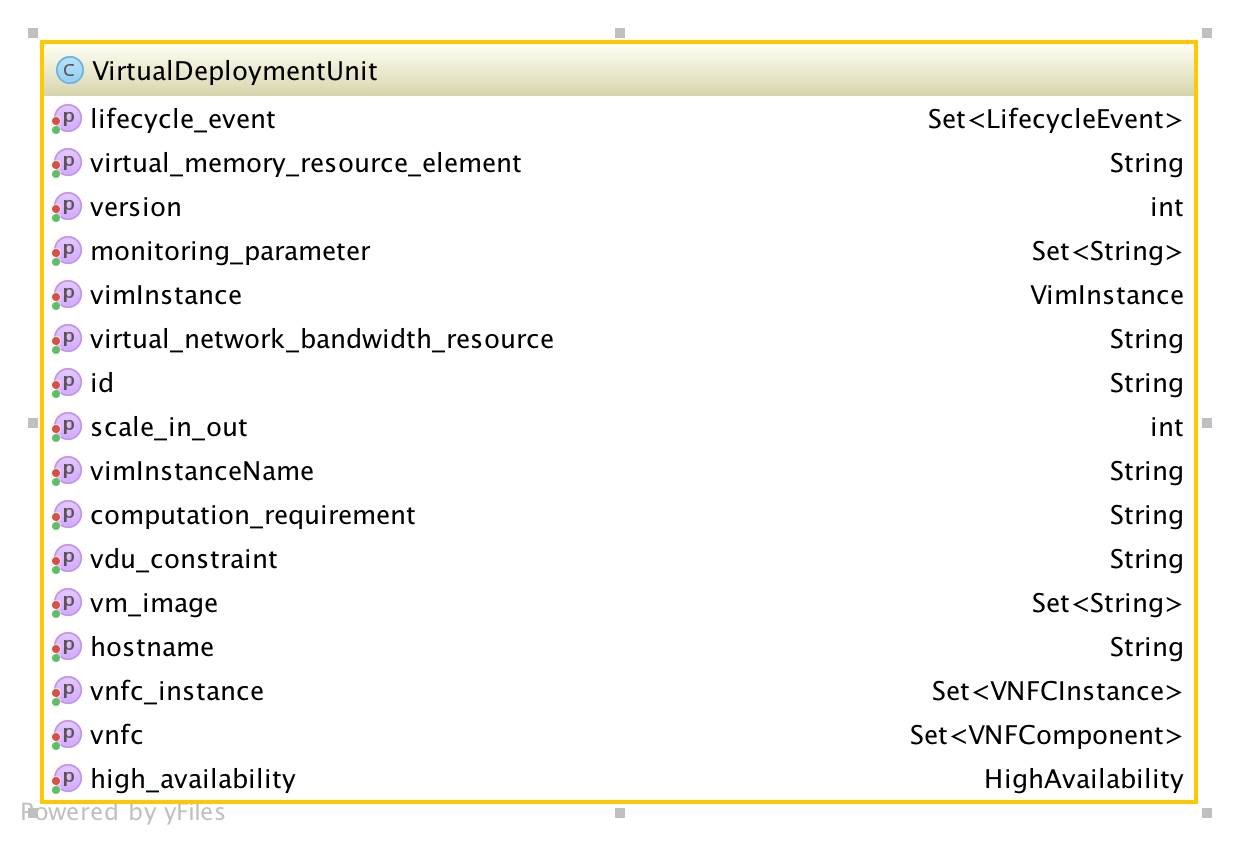 C VirtualDeploymentUnit
p lifecycle_event Set<LifecycleEvent>
p virtual_memory_resource_element String
p version int
p monitoring_parameter Set<String>
p vimInstance VimInstance
p virtual_network_bandwidth_resource String
p id String
p scale_in_out int
p vimInstanceName String
p computation_requirement String
p vdu_constraint String
p vm_image Set<String>
p hostname String
p vnfc_instance Set<VNFCInstance>
p vnfc Set<VNFComponent>
p high_availability HighAvailability
Powered by yFiles